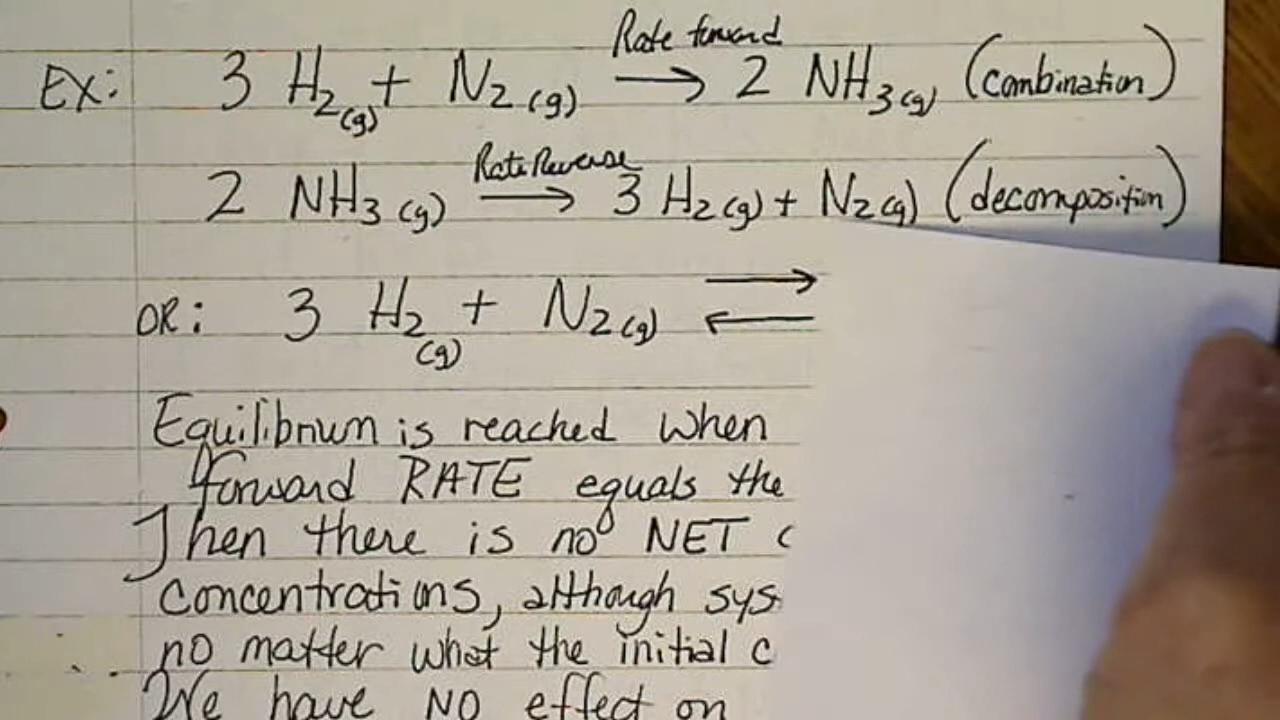 EX: 3 H₂(g) + N₂(g) Rate forward → 2 NH₃(g) (combination)
2 NH₃(g) Rate Reverse → 3 H₂(g) + N₂(g) (decomposition)
OR: 3 H₂(g) + N₂(g) ⇄
Equilibrium is reached when
forward RATE equals the
Then there is no NET c
concentrations, although sys
no matter what the initial c
We have NO effect on